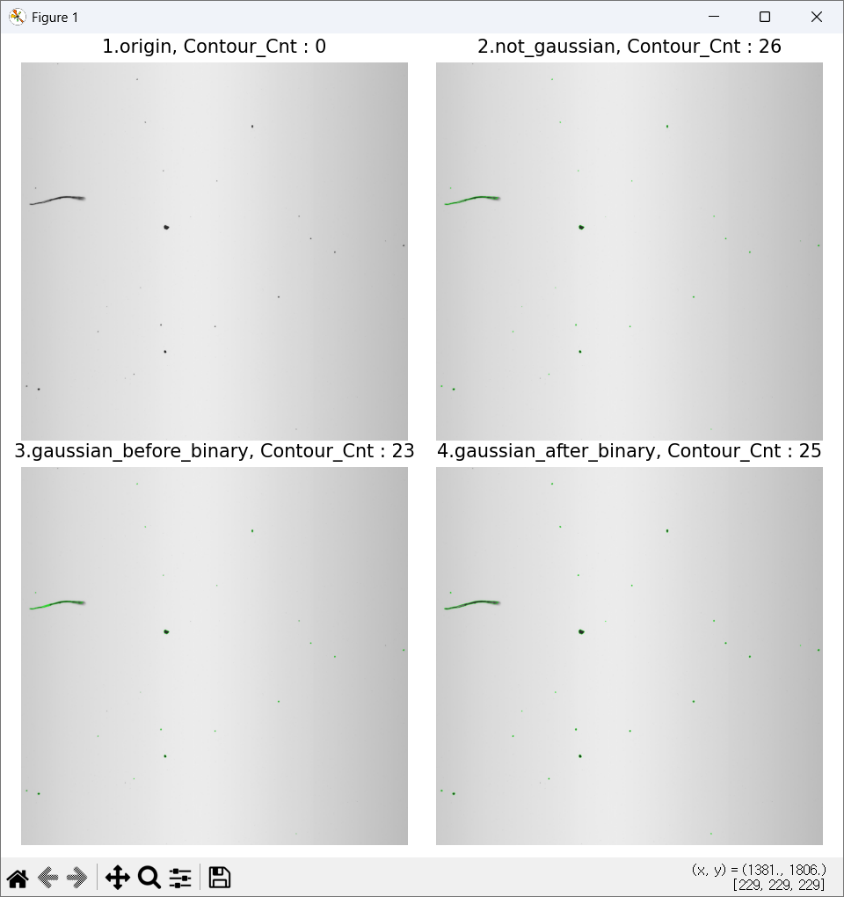 Figure 1
1.origin, Contour_Cnt : 0
2.not_gaussian, Contour_Cnt : 26
3.gaussian_before_binary, Contour_Cnt : 23
4.gaussian_after_binary, Contour_Cnt : 25
(x, y) = (1381., 1806.)
[229, 229, 229]